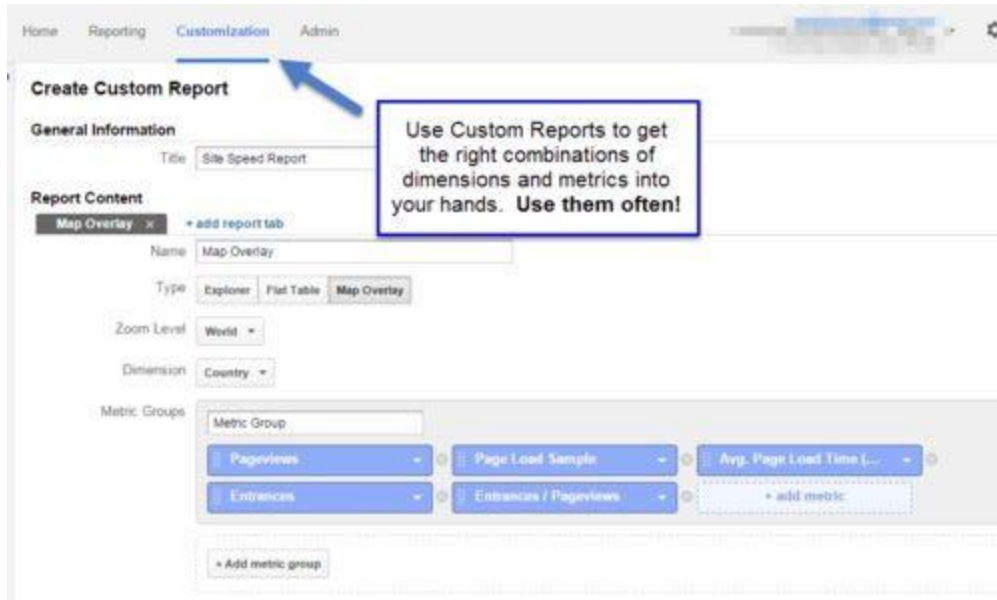 Home Reporting Customization Admin
Create Custom Report
General Information
Title Site Speed Report
Use Custom Reports to get
the right combinations of
dimensions and metrics into
your hands. Use them often!
Report Content
Map Overlay × + add report tab
Name Map Overlay
Type Explorer Flat Table Map Overlay
Zoom Level World
Dimension Country
Metric Groups Metric Group
Pageviews Page Load Sample Avg. Page Load Time (...
Entrances Entrances / Pageviews + add metric
+ Add metric group